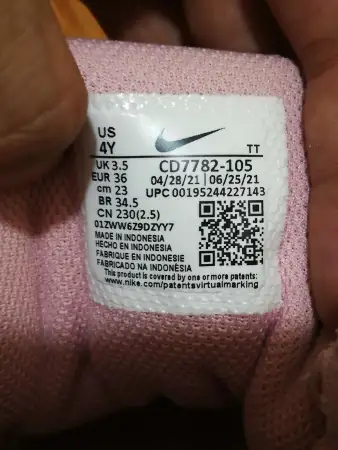 US
4Y
TT
UK 3.5
CD7782-105
EUR 36
04/28/21 06/25/21
cm 23
UPC 00195244227143
BR 34.5
CN 230(2.5)
01ZWW6Z9DZYY7
MADE IN INDONESIA
HECHO EN INDONESIA
FABRIQUE EN INDONESIE
FABRICADO NA INDONÉSIA
This product is covered by one or more patents:
www.nike.com/patentsvirtualmarking